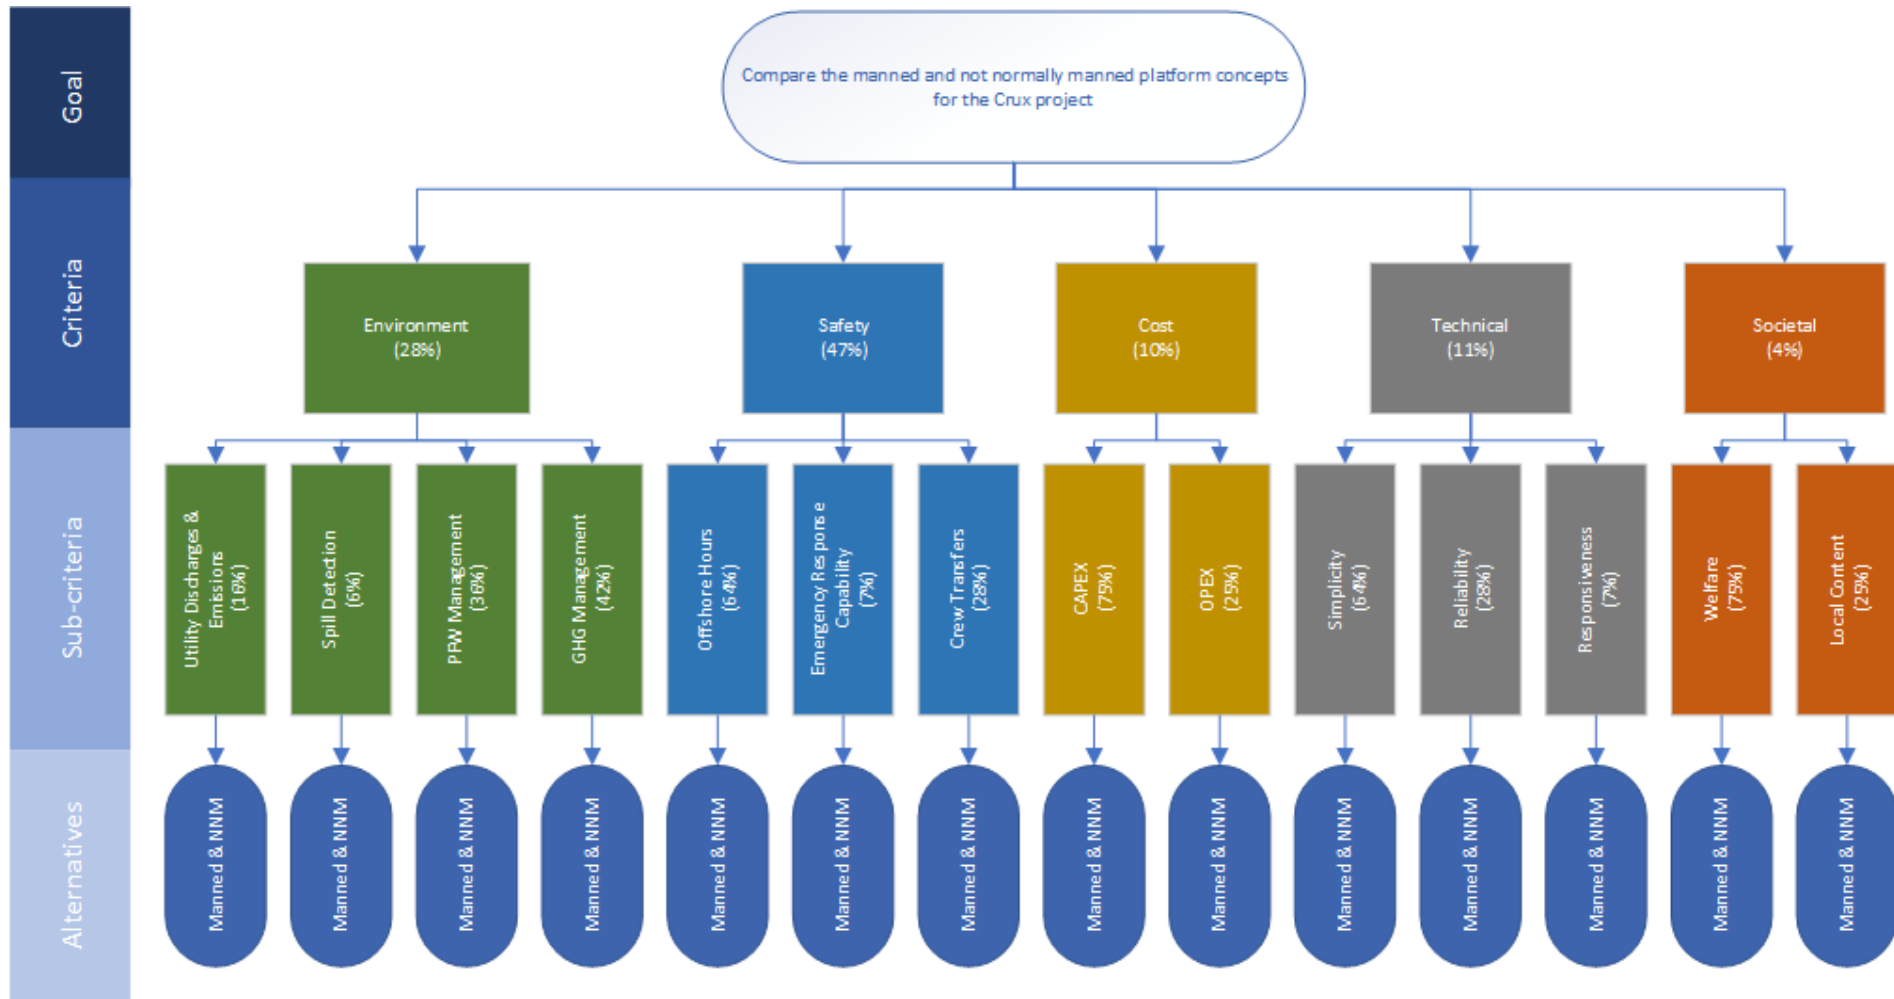 Goal
Compare the manned and not normally manned platform concepts
for the Crux project
Criteria
Environment
(28%)
Safety
(47%)
Cost
(10%)
Technical
(11%)
Societal
(4%)
Sub-criteria
Utility Discharges &
Emissions
(16%)
Spill Detection
(6%)
PFW Management
(36%)
GHG Management
(42%)
Offshore Hours
(64%)
Emergency Response
Capability
(7%)
Crew Transfers
(28%)
CAPEX
(75%)
OPEX
(25%)
Simplicity
(64%)
Reliability
(28%)
Responsiveness
(7%)
Welfare
(75%)
Local Content
(25%)
Alternatives
Manned & NNM
Manned & NNM
Manned & NNM
Manned & NNM
Manned & NNM
Manned & NNM
Manned & NNM
Manned & NNM
Manned & NNM
Manned & NNM
Manned & NNM
Manned & NNM
Manned & NNM
Manned & NNM